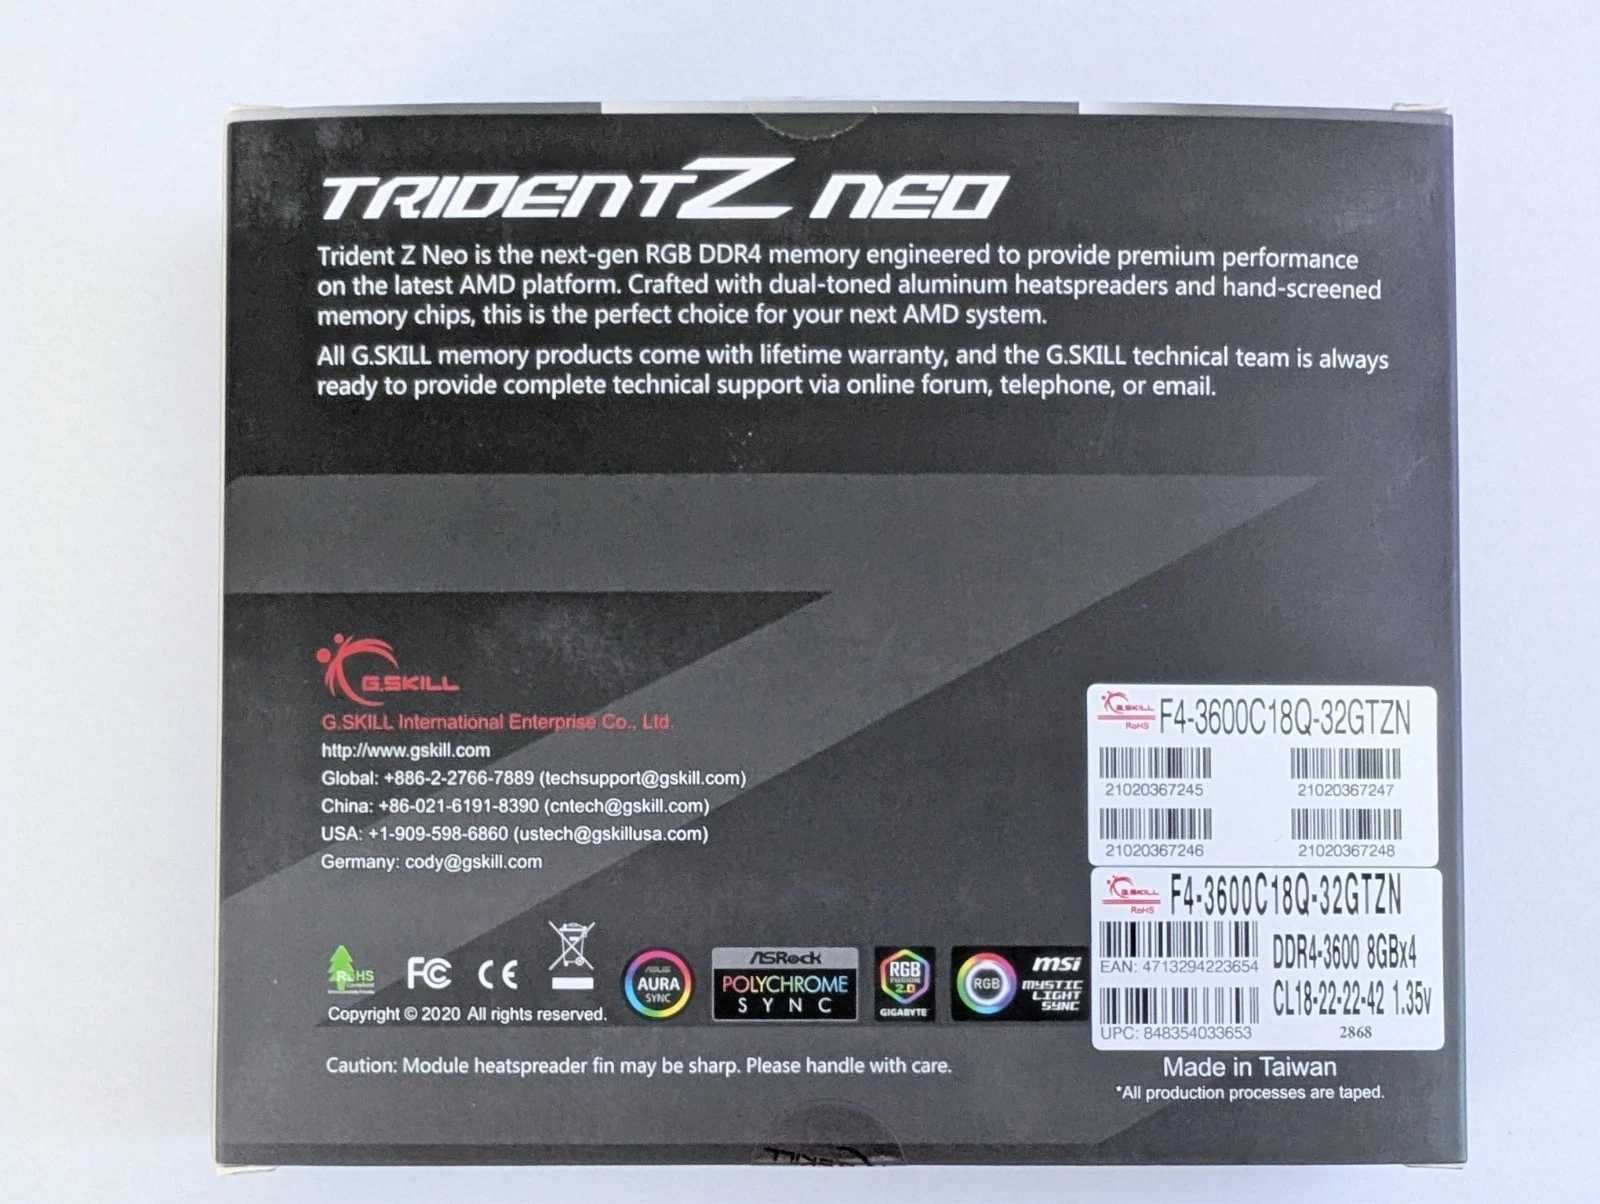 TRIDENTZ NEO
Trident Z Neo is the next-gen RGB DDR4 memory engineered to provide premium performance
on the latest AMD platform. Crafted with dual-toned aluminum heatspreaders and hand-screened
memory chips, this is the perfect choice for your next AMD system.
All G.SKILL memory products come with lifetime warranty, and the G.SKILL technical team is always
ready to provide complete technical support via online forum, telephone, or email.
G.SKILL
G.SKILL International Enterprise Co., Ltd.
http://www.gskill.com
Global: +886-2-2766-7889 (techsupport@gskill.com)
China: +86-021-6191-8390 (cntech@gskill.com)
USA: +1-909-598-6860 (ustech@gskillusa.com)
Germany: cody@gskill.com
RoHS
Compliant
FC CE
ASUS
AURA
SYNC
ASRock
POLYCHROME
SYNC
RGB
FUSION
2.0
GIGABYTE
RGB
msi
MYSTIC
LIGHT
SYNC
Copyright © 2020 All rights reserved.
Caution: Module heatspreader fin may be sharp. Please handle with care.
G.SKILL
RoHS
F4-3600C18Q-32GTZN
21020367245 21020367247
21020367246 21020367248
G.SKILL
RoHS
F4-3600C18Q-32GTZN
EAN: 4713294223654
DDR4-3600 8GBx4
CL18-22-22-42 1.35v
UPC: 848354033653
2868
Made in Taiwan
*All production processes are taped.